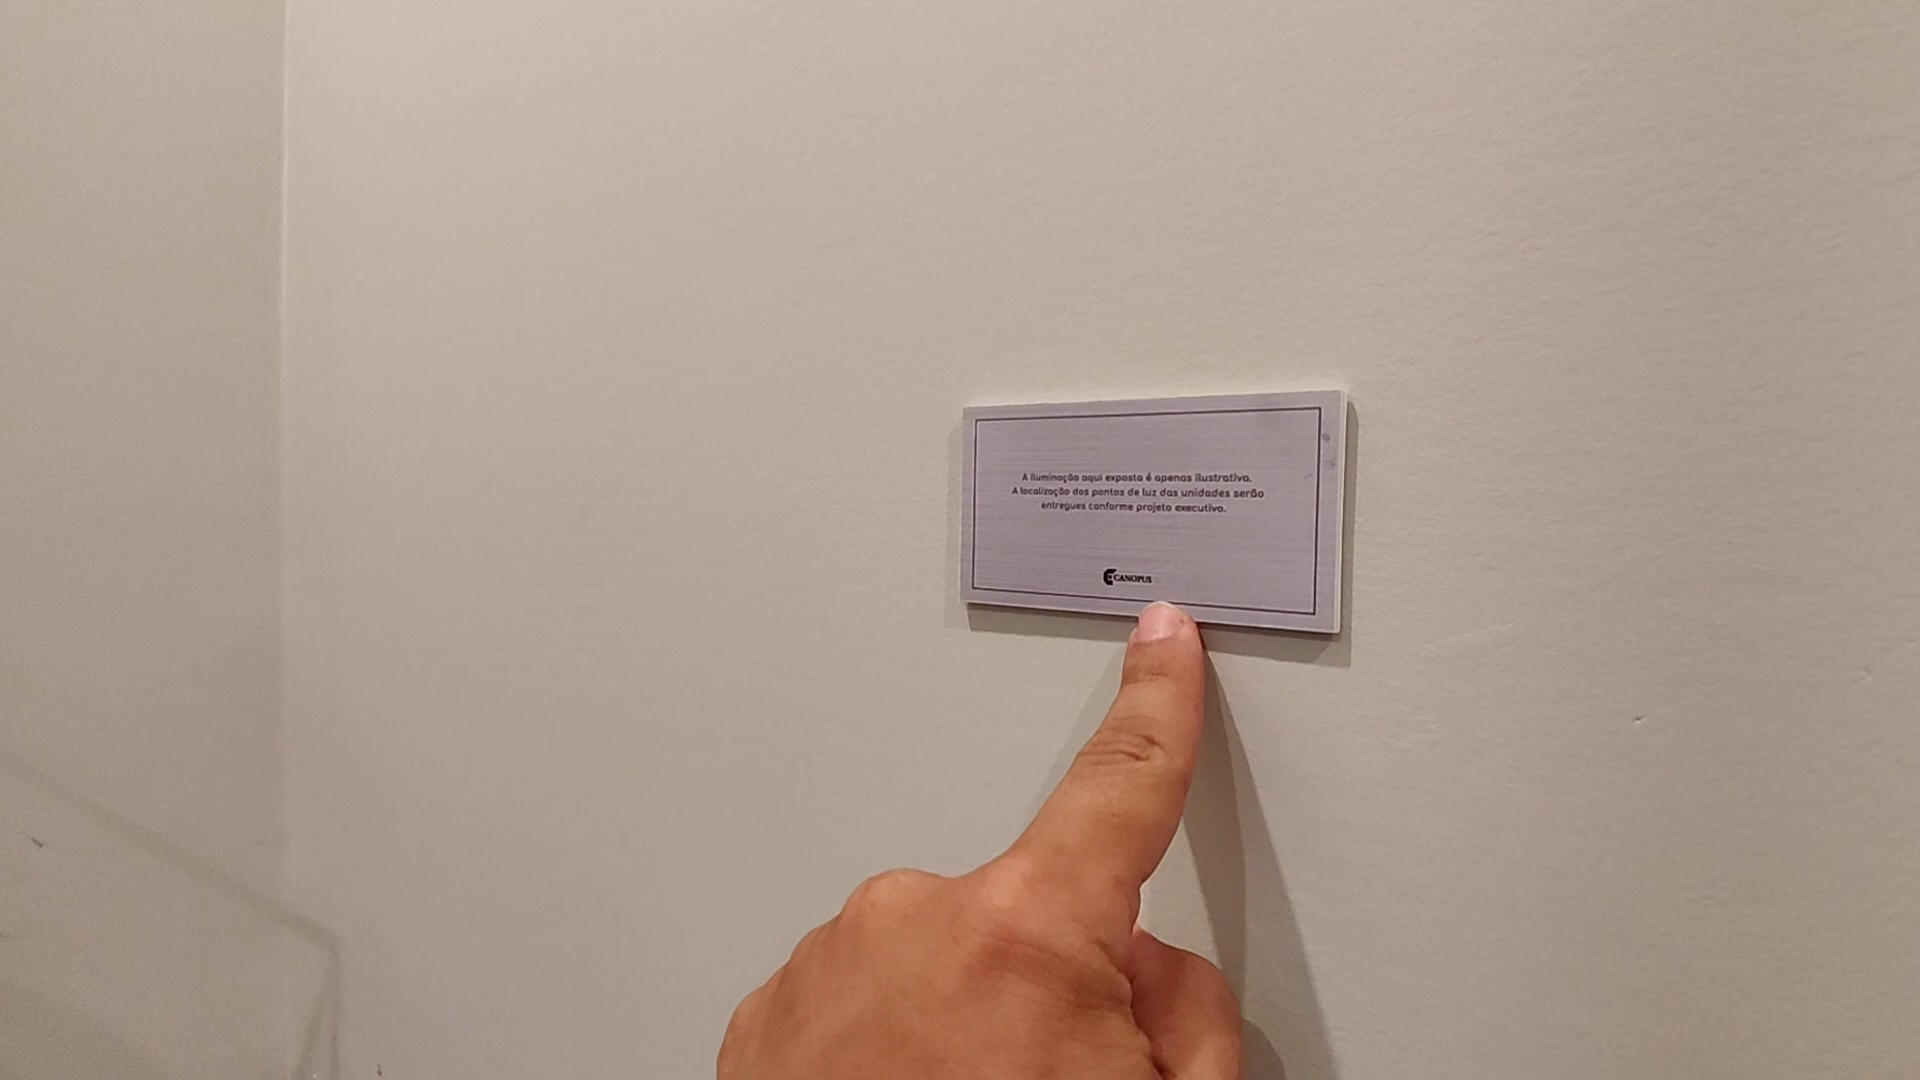 A iluminação aqui exposta é apenas ilustrativa.
A localização dos pontos de luz das unidades serão
entregues conforme projeto executivo.
CANOPUS